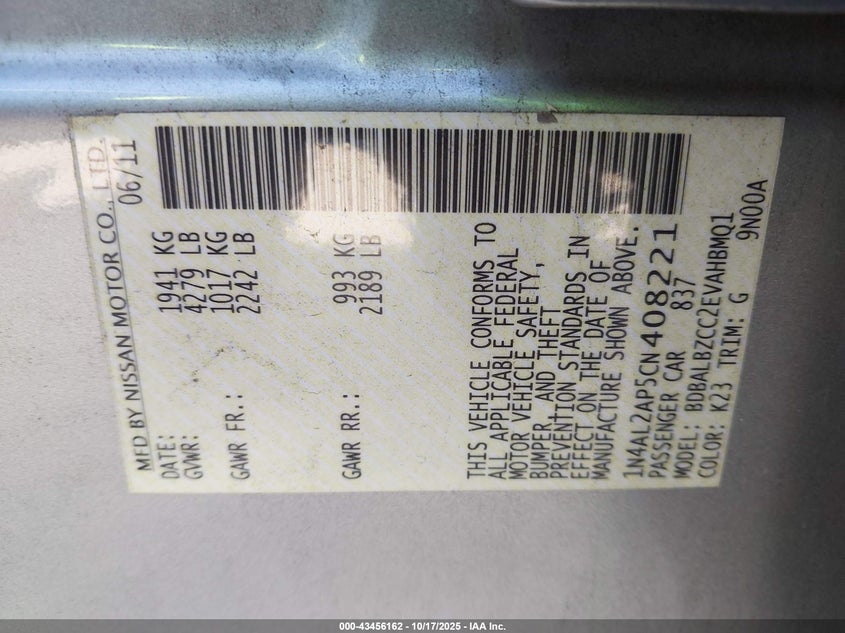 MFD BY NISSAN MOTOR CO., LTD.
DATE: 06/11
GVWR: 1941 KG
4279 LB
GAWR FR.: 1017 KG
2242 LB
GAWR RR.: 993 KG
2189 LB
THIS VEHICLE CONFORMS TO
ALL APPLICABLE FEDERAL
MOTOR VEHICLE SAFETY,
BUMPER, AND THEFT
PREVENTION STANDARDS IN
EFFECT ON THE DATE OF
MANUFACTURE SHOWN ABOVE.
1N4AL2AP5CN408221
PASSENGER CAR 837
MODEL: BDBALBZCC2EVAHBMQ1
COLOR: K23 TRIM: G 9N00A
000-43456162 - 10/17/2025 - IAA Inc.